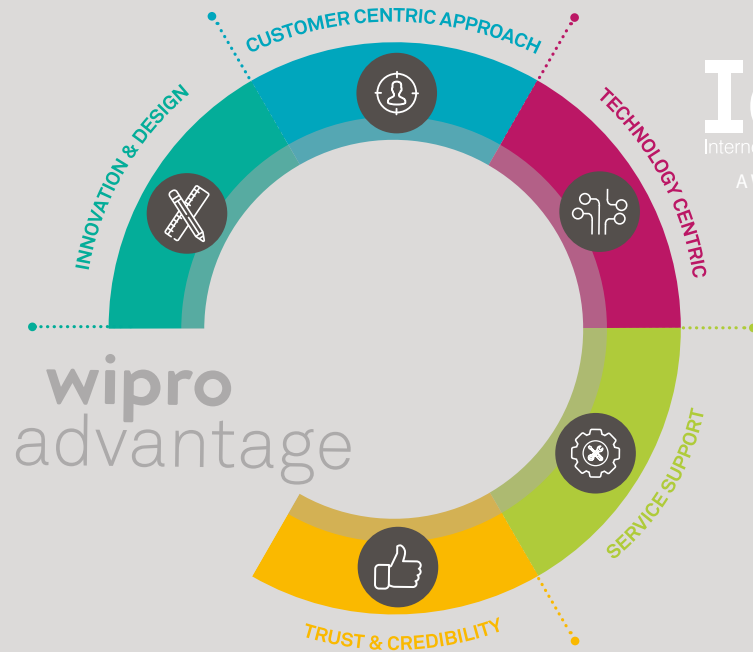 CUSTOMER CENTRIC APPROACH
INNOVATION & DESIGN
TECHNOLOGY CENTRIC
wipro
advantage
SERVICE SUPPORT
TRUST & CREDIBILITY